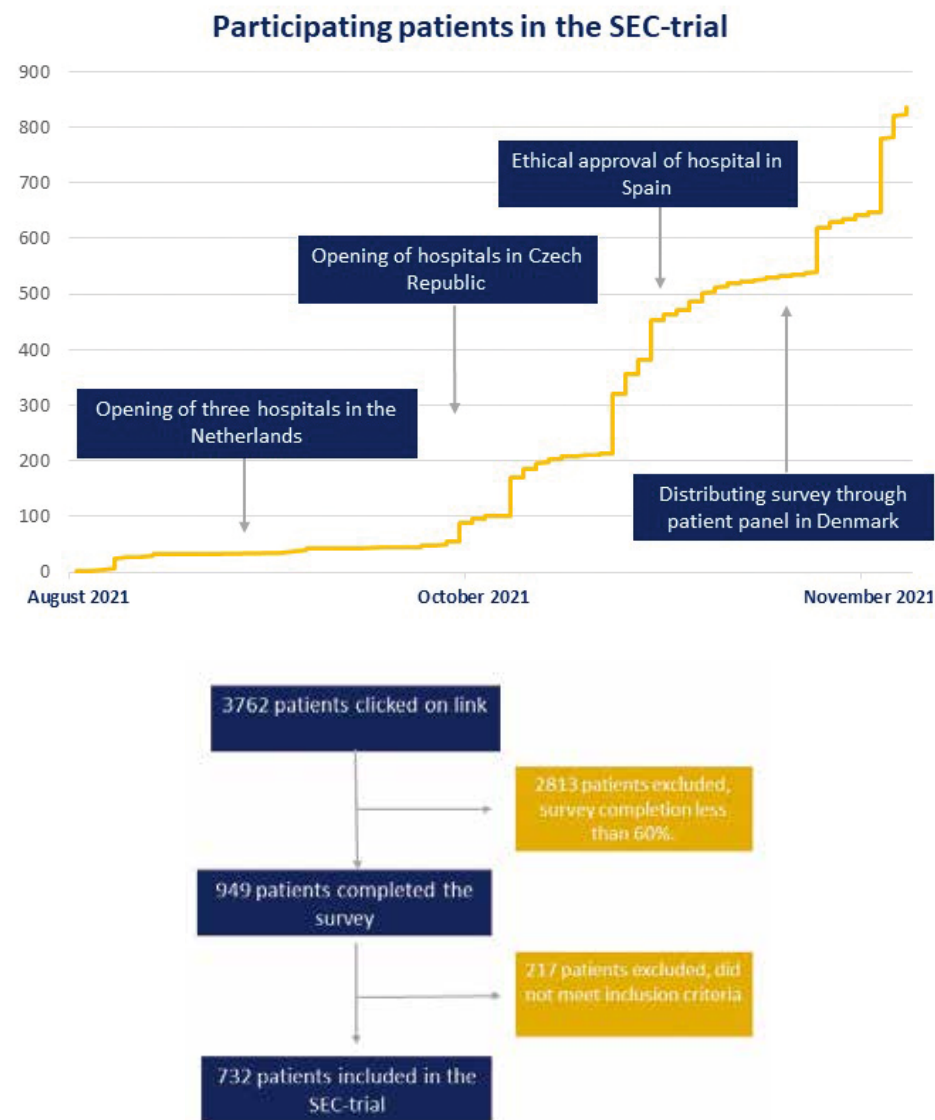 Participating patients in the SEC-trial
900
800
700
600
500
400
300
200
100
0
Ethical approval of hospital in
Spain
Opening of hospitals in Czech
Republic
Opening of three hospitals in the
Netherlands
Distributing survey through
patient panel in Denmark
August 2021
October 2021
November 2021
3762 patients clicked on link
2813 patients excluded,
survey completion less
than 60%.
949 patients completed the
survey
217 patients excluded, did
not meet inclusion criteria
732 patients included in the
SEC-trial